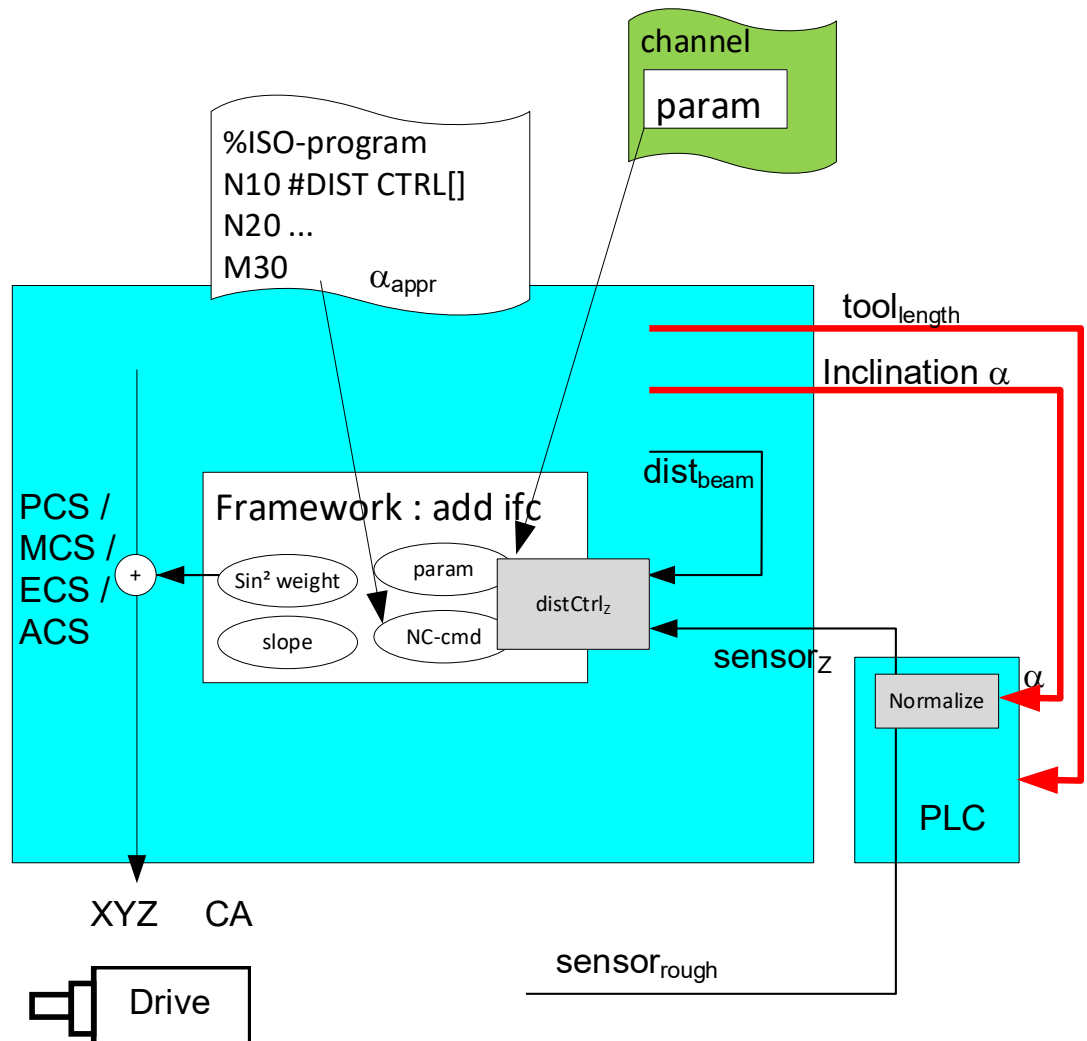 channel
param
%ISO-program
N10 #DIST CTRL[]
N20 ...
M30
αappr
toollength
Inclination α
distbeam
PCS /
MCS /
ECS /
ACS
Framework : add ifc
+
Sin² weight
param
slope
NC-cmd
distCtrlz
sensorZ
α
Normalize
PLC
XYZ CA
sensorrough
Drive